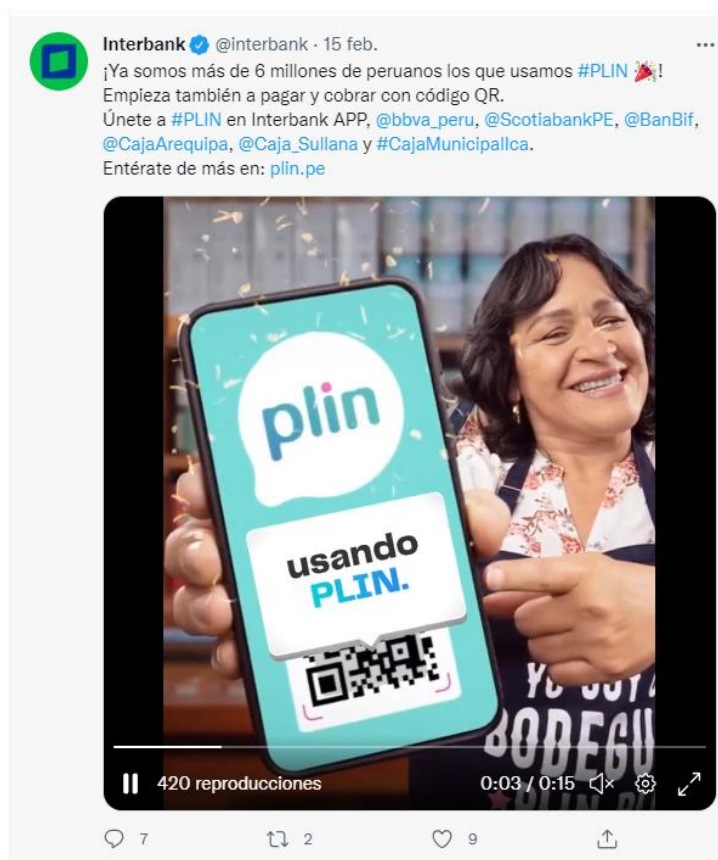 Interbank @interbank · 15 feb.
¡Ya somos más de 6 millones de peruanos los que usamos #PLIN 🎉!
Empieza también a pagar y cobrar con código QR.
Únete a #PLIN en Interbank APP, @bbva_peru, @ScotiabankPE, @BanBif,
@CajaArequipa, @Caja_Sullana y #CajaMunicipalIca.
Entérate de más en: plin.pe
plin
usando
PLIN.
YO SOY
BODEGU
420 reproducciones
0:03 / 0:15
7
2
9